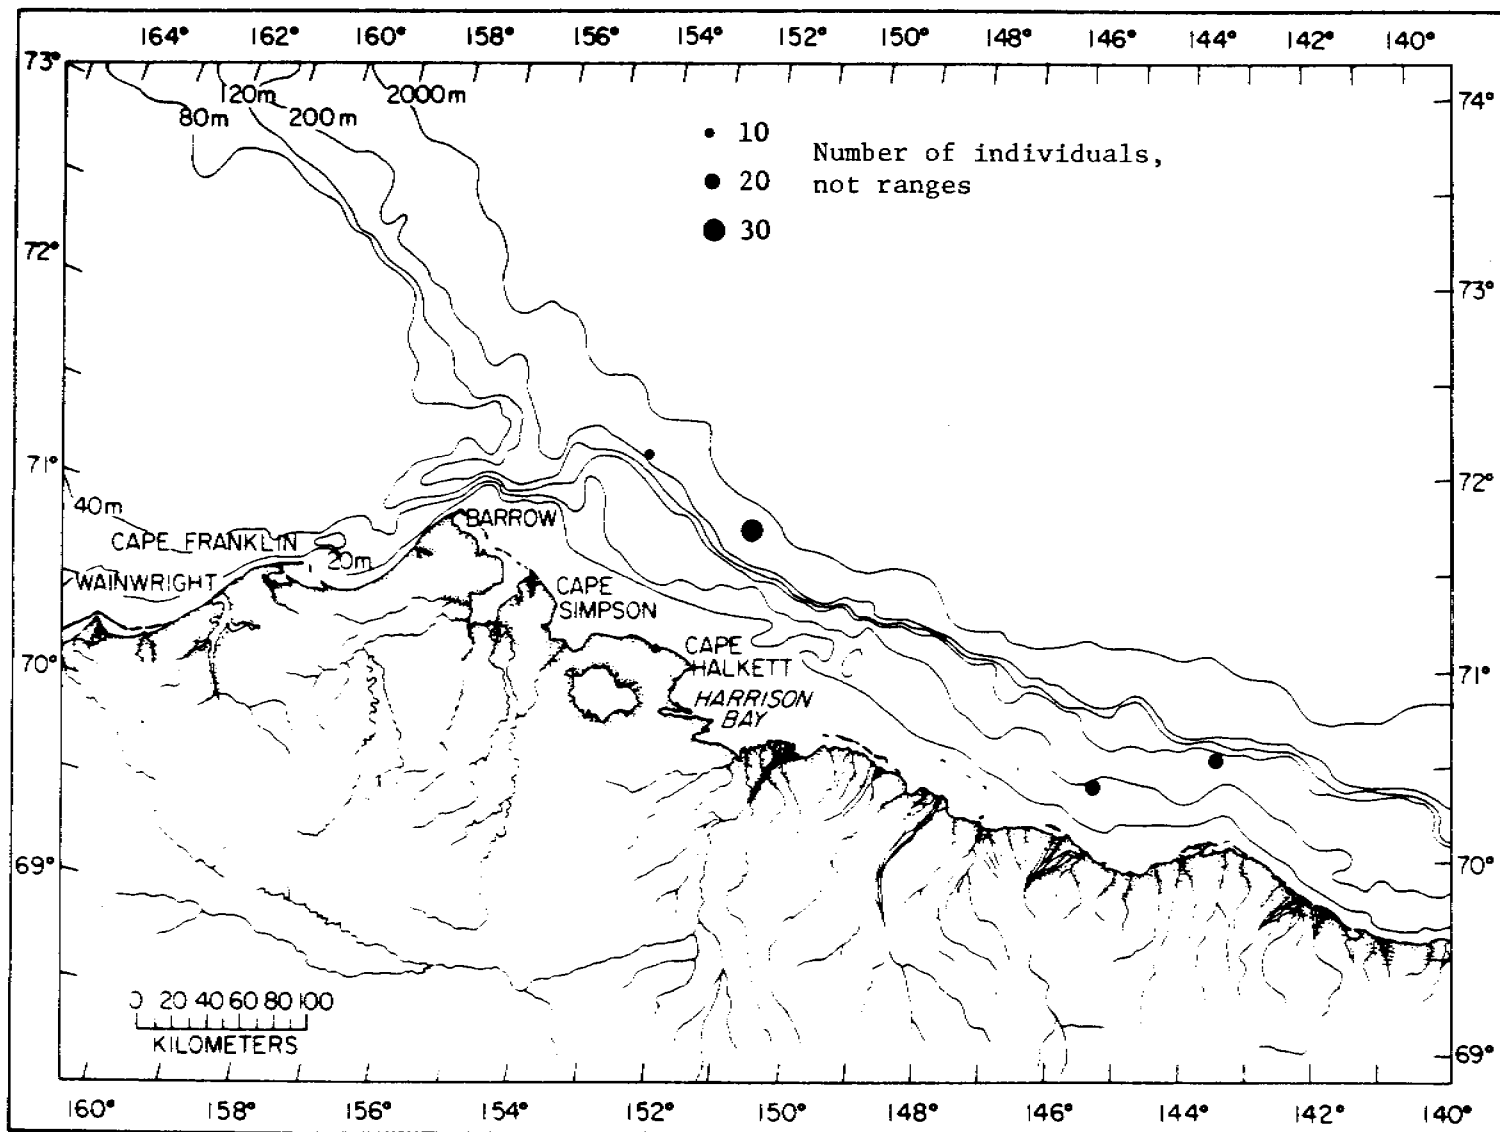 164° 162° 160° 158° 156° 154° 152° 150° 148° 146° 144° 142° 140°
73°
74°
120m
2000m
80m
200m
10
Number of individuals,
20
not ranges
30
72°
73°
71°
72°
40m
BARROW
CAPE FRANKLIN
20m
WAINWRIGHT
CAPE
SIMPSON
CAPE
HALKETT
70°
71°
HARRISON
BAY
69°
70°
0 20 40 60 80 100
KILOMETERS
69°
160° 158° 156° 154° 152° 150° 148° 146° 144° 142° 140°